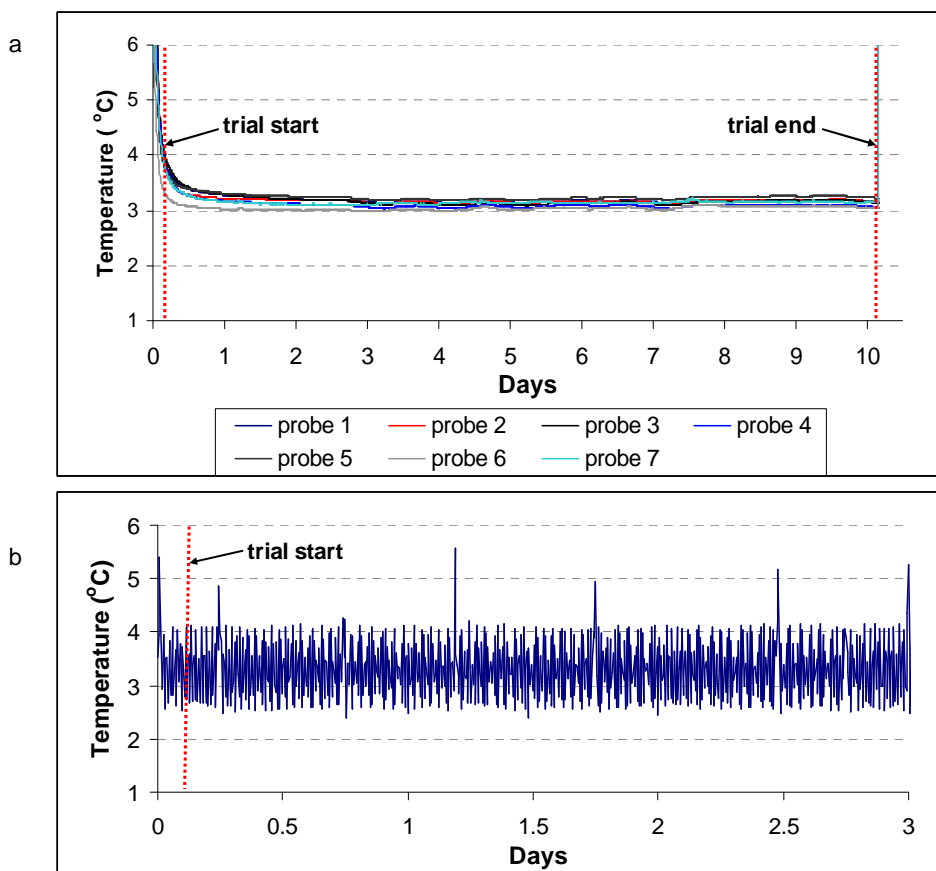 a
6
5
4
3
2
1
Temperature ( °C)
trial start
trial end
0 1 2 3 4 5 6 7 8 9 10
Days
probe 1 probe 2 probe 3 probe 4
probe 5 probe 6 probe 7
b
6
5
4
3
2
1
Temperature (°C)
trial start
0 0.5 1 1.5 2 2.5 3
Days